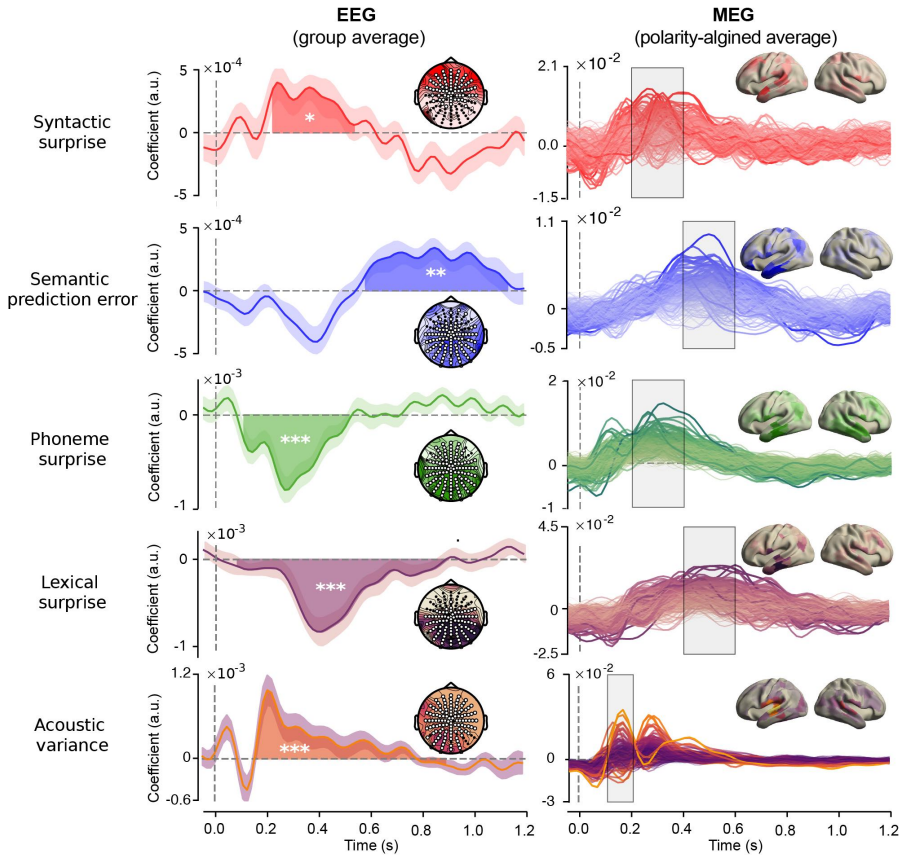 EEG
(group average)
MEG
(polarity-algined average)
Syntactic
surprise
Coefficient (a.u.)
×10⁻⁴
5
0
-5
*
×10⁻²
2.1
0.0
-1.5
Semantic
prediction error
Coefficient (a.u.)
×10⁻⁴
5
0
-5
**
×10⁻²
1.1
0
-0.5
Phoneme
surprise
Coefficient (a.u.)
×10⁻³
0
-1
***
×10⁻²
2
0
-1
Lexical
surprise
Coefficient (a.u.)
×10⁻³
0
-1
***
×10⁻²
4.5
0
-2.5
Acoustic
variance
Coefficient (a.u.)
×10⁻³
1.2
0
-0.6
***
×10⁻²
6
0
-3
0.0 0.2 0.4 0.6 0.8 1.0 1.2
Time (s)
0.0 0.2 0.4 0.6 0.8 1.0 1.2
Time (s)